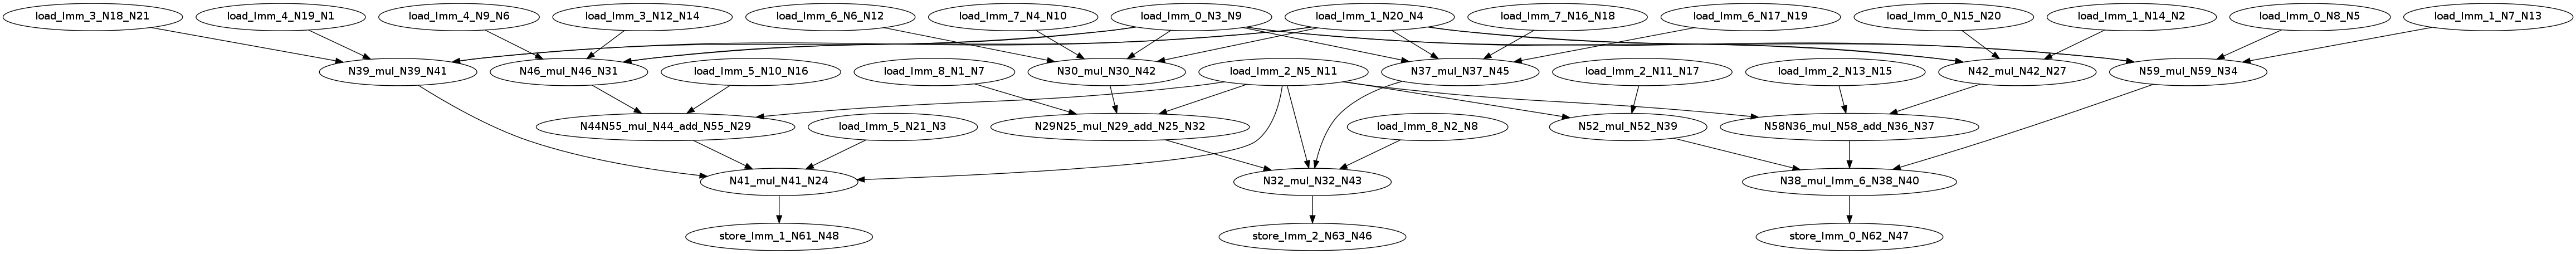 load_Imm_3_N18_N21
load_Imm_4_N19_N1
load_Imm_4_N9_N6
load_Imm_3_N12_N14
load_Imm_6_N6_N12
load_Imm_7_N4_N10
load_Imm_0_N3_N9
load_Imm_1_N20_N4
load_Imm_7_N16_N18
load_Imm_6_N17_N19
load_Imm_0_N15_N20
load_Imm_1_N14_N2
load_Imm_0_N8_N5
load_Imm_1_N7_N13
N39_mul_N39_N41
N46_mul_N46_N31
load_Imm_5_N10_N16
load_Imm_8_N1_N7
N30_mul_N30_N42
load_Imm_2_N5_N11
N37_mul_N37_N45
load_Imm_2_N11_N17
load_Imm_2_N13_N15
N42_mul_N42_N27
N59_mul_N59_N34
N44N55_mul_N44_add_N55_N29
load_Imm_5_N21_N3
N29N25_mul_N29_add_N25_N32
load_Imm_8_N2_N8
N52_mul_N52_N39
N58N36_mul_N58_add_N36_N37
N41_mul_N41_N24
N32_mul_N32_N43
N38_mul_Imm_6_N38_N40
store_Imm_1_N61_N48
store_Imm_2_N63_N46
store_Imm_0_N62_N47